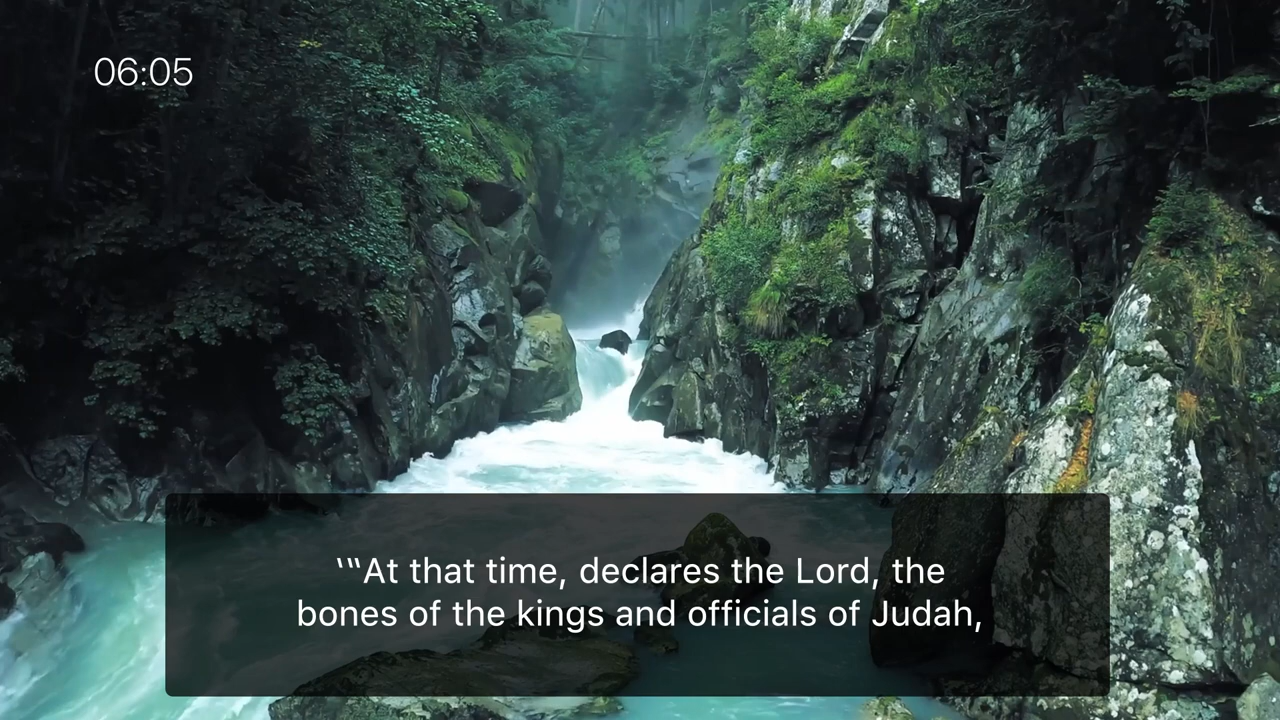 06:05
‘“‘At that time, declares the Lord, the
bones of the kings and officials of Judah,